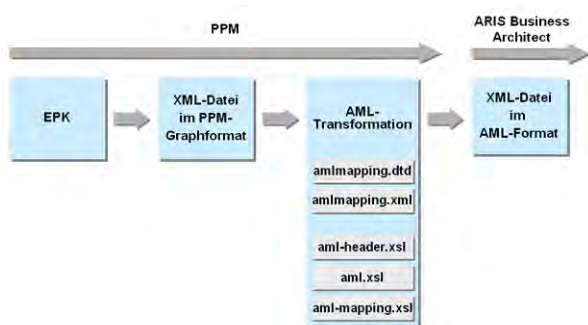 PPM
ARIS Business
Architect
EPK
XML-Datei
im PPM-
Graphformat
AML-
Transformation
XML-Datei
im
AML-Format
amlmapping.dtd
amlmapping.xml
aml-header.xsl
aml.xsl
aml-mapping.xsl